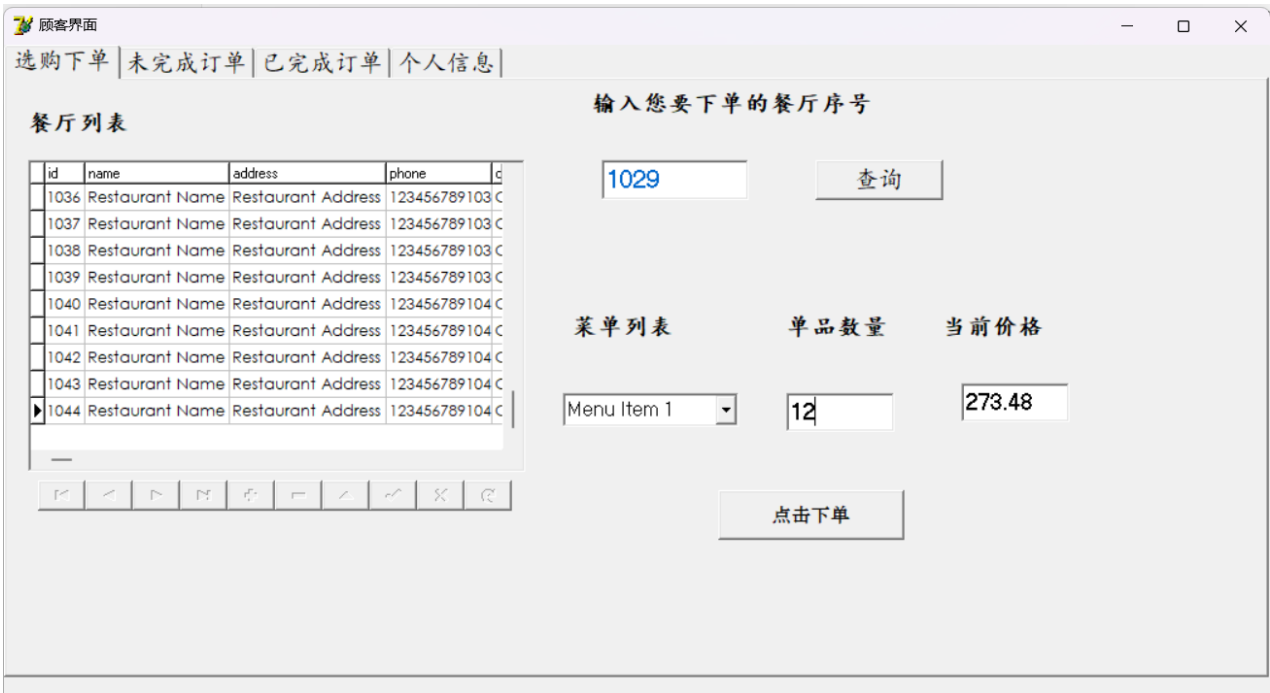 顾客界面
选购下单 未完成订单 已完成订单 个人信息
餐厅列表
id name address phone
1036 Restaurant Name Restaurant Address 123456789103
1037 Restaurant Name Restaurant Address 123456789103
1038 Restaurant Name Restaurant Address 123456789103
1039 Restaurant Name Restaurant Address 123456789103
1040 Restaurant Name Restaurant Address 123456789104
1041 Restaurant Name Restaurant Address 123456789104
1042 Restaurant Name Restaurant Address 123456789104
1043 Restaurant Name Restaurant Address 123456789104
1044 Restaurant Name Restaurant Address 123456789104
输入您要下单的餐厅序号
1029 查询
菜单列表 单品数量 当前价格
Menu Item 1 12 273.48
点击下单